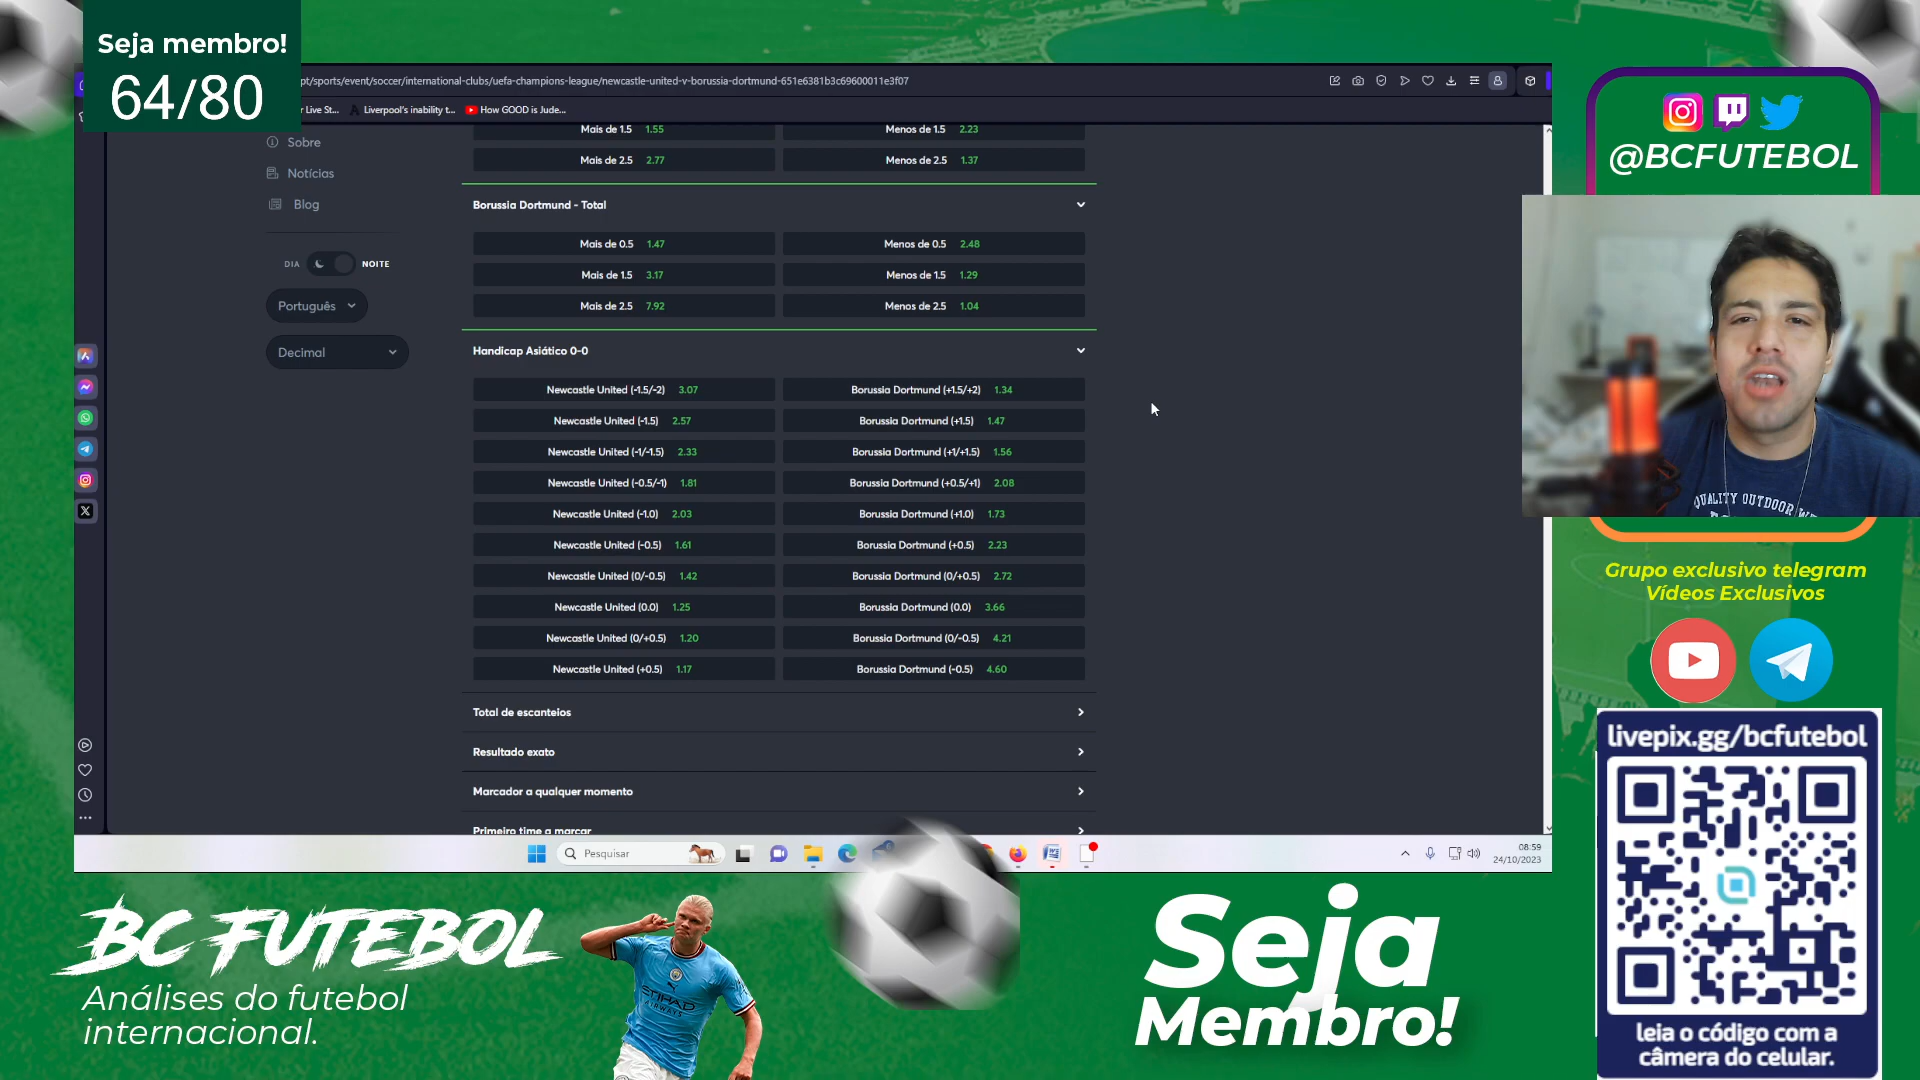 Seja membro!
64/80
pt/sports/event/soccer/international-clubs/uefa-champions-league/newcastle-united-v-borussia-dortmund-651e6381b3c69600011e3f07
r Live St...
Liverpool's inability t...
How GOOD is Jude...
Sobre
Notícias
Blog
DIA
NOITE
Português
Decimal
Mais de 1.5 1.55
Menos de 1.5 2.23
Mais de 2.5 2.77
Menos de 2.5 1.37
Borussia Dortmund - Total
Mais de 0.5 1.47
Menos de 0.5 2.48
Mais de 1.5 3.17
Menos de 1.5 1.29
Mais de 2.5 7.92
Menos de 2.5 1.04
Handicap Asiático 0-0
Newcastle United (-1.5/-2) 3.07
Borussia Dortmund (+1.5/+2) 1.34
Newcastle United (-1.5) 2.57
Borussia Dortmund (+1.5) 1.47
Newcastle United (-1/-1.5) 2.33
Borussia Dortmund (+1/+1.5) 1.56
Newcastle United (-0.5/-1) 1.81
Borussia Dortmund (+0.5/+1) 2.08
Newcastle United (-1.0) 2.03
Borussia Dortmund (+1.0) 1.73
Newcastle United (-0.5) 1.61
Borussia Dortmund (+0.5) 2.23
Newcastle United (0/-0.5) 1.42
Borussia Dortmund (0/+0.5) 2.72
Newcastle United (0.0) 1.25
Borussia Dortmund (0.0) 3.66
Newcastle United (0/+0.5) 1.20
Borussia Dortmund (0/-0.5) 4.21
Newcastle United (+0.5) 1.17
Borussia Dortmund (-0.5) 4.60
Total de escanteios
Resultado exato
Marcador a qualquer momento
Primeiro time a marcar
Pesquisar
08:59
24/10/2023
@BCFUTEBOL
QUALITY OUTDOOR
Grupo exclusivo telegram
Vídeos Exclusivos
livepix.gg/bcfutebol
leia o código com a
câmera do celular.
BC FUTEBOL
Análises do futebol
internacional.
ETIHAD
AIRWAYS
Seja
Membro!